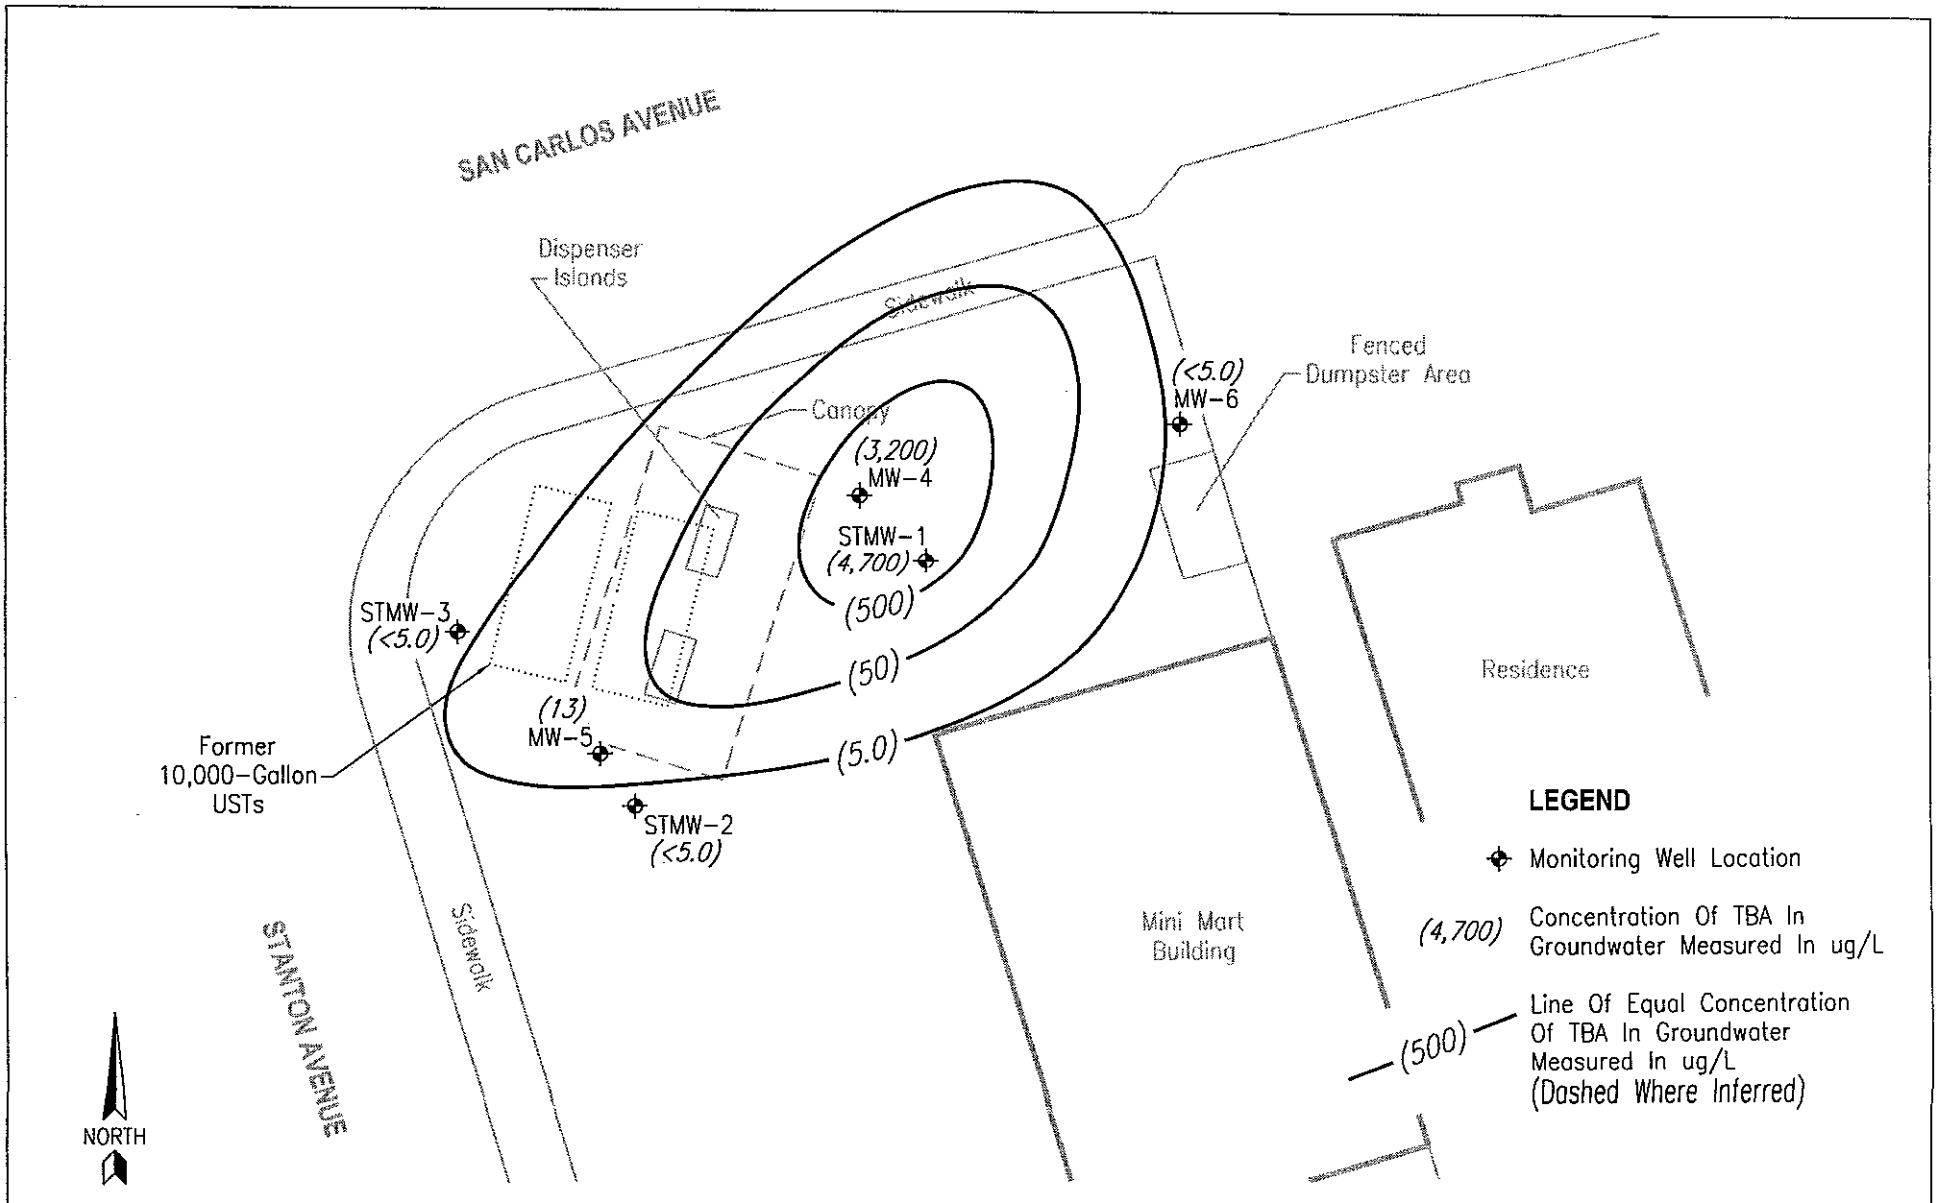 SAN CARLOS AVENUE
Dispenser
Islands
Sidewalk
Fenced
Dumpster Area
(<5.0)
MW-6
Canopy
(3,200)
MW-4
STMW-1
(4,700)
(500)
STMW-3
(<5.0)
(50)
Residence
(13)
MW-5
(5.0)
Former
10,000-Gallon
USTs
STMW-2
(<5.0)
STANTON AVENUE
Sidewalk
Mini Mart
Building
LEGEND
Monitoring Well Location
(4,700) Concentration Of TBA In
Groundwater Measured In ug/L
(500) Line Of Equal Concentration
Of TBA In Groundwater
Measured In ug/L
(Dashed Where Inferred)
NORTH